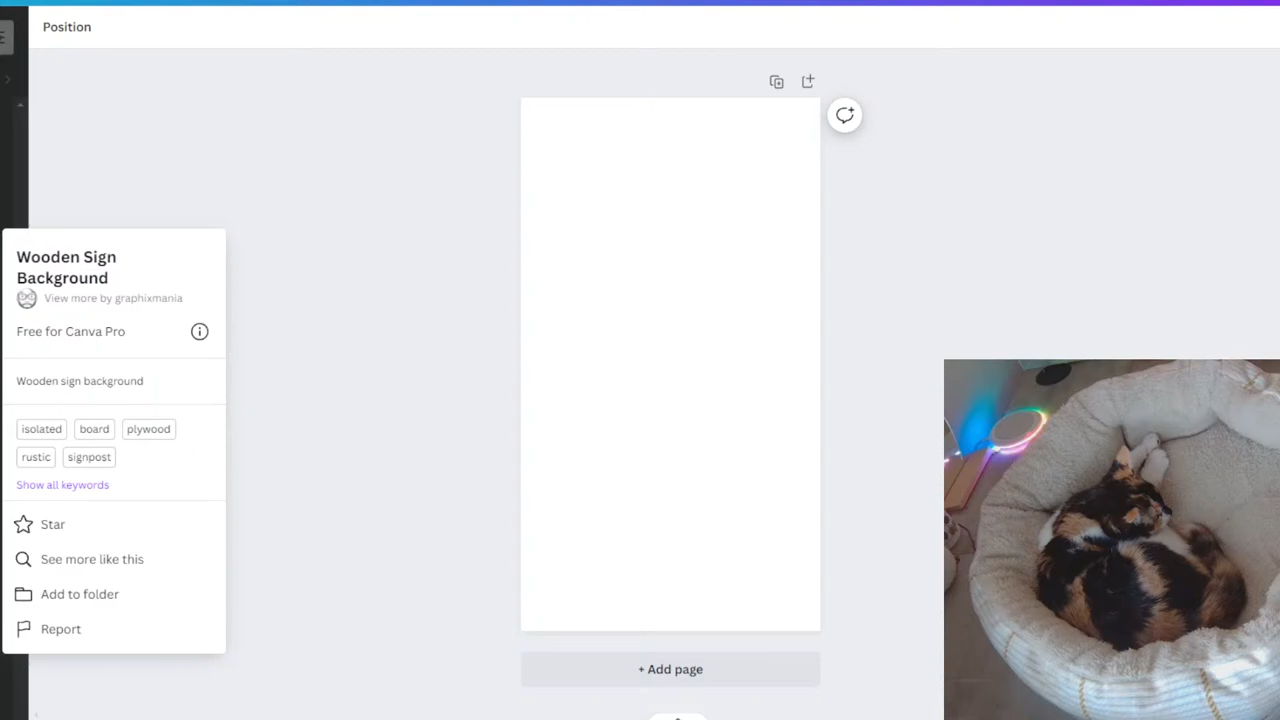 Position
Wooden Sign
Background
View more by graphixmania
Free for Canva Pro
Wooden sign background
isolated board plywood
rustic signpost
Show all keywords
Star
See more like this
Add to folder
Report
+ Add page